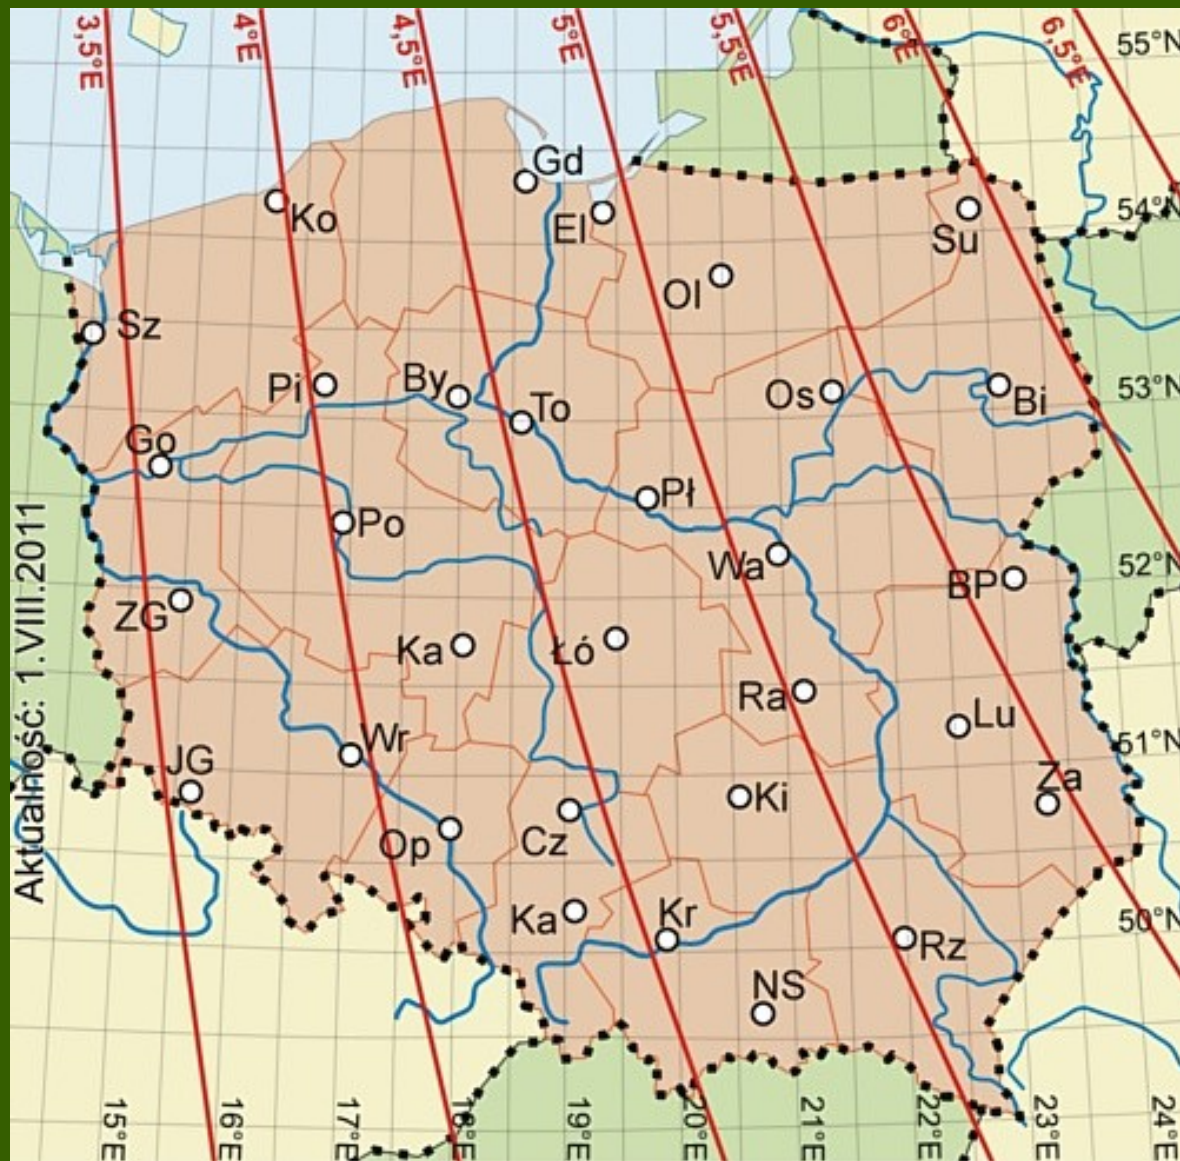 3,5°E
4°E
4,5°E
5°E
5,5°E
6°E
6,5°E
55°N
Gd
Ko
El
54°N
Su
Ol
Sz
Pi
By
Os
53°N
Bi
To
Go
Pł
Po
Wa
52°N
BP
ZG
Ka
Łó
Ra
Lu
Wr
51°N
JG
Za
Ki
Op
Cz
Ka
Kr
50°N
Rz
NS
Aktualność: 1.VIII.2011
15°E
16°E
17°E
18°E
19°E
20°E
21°E
22°E
23°E
24°E